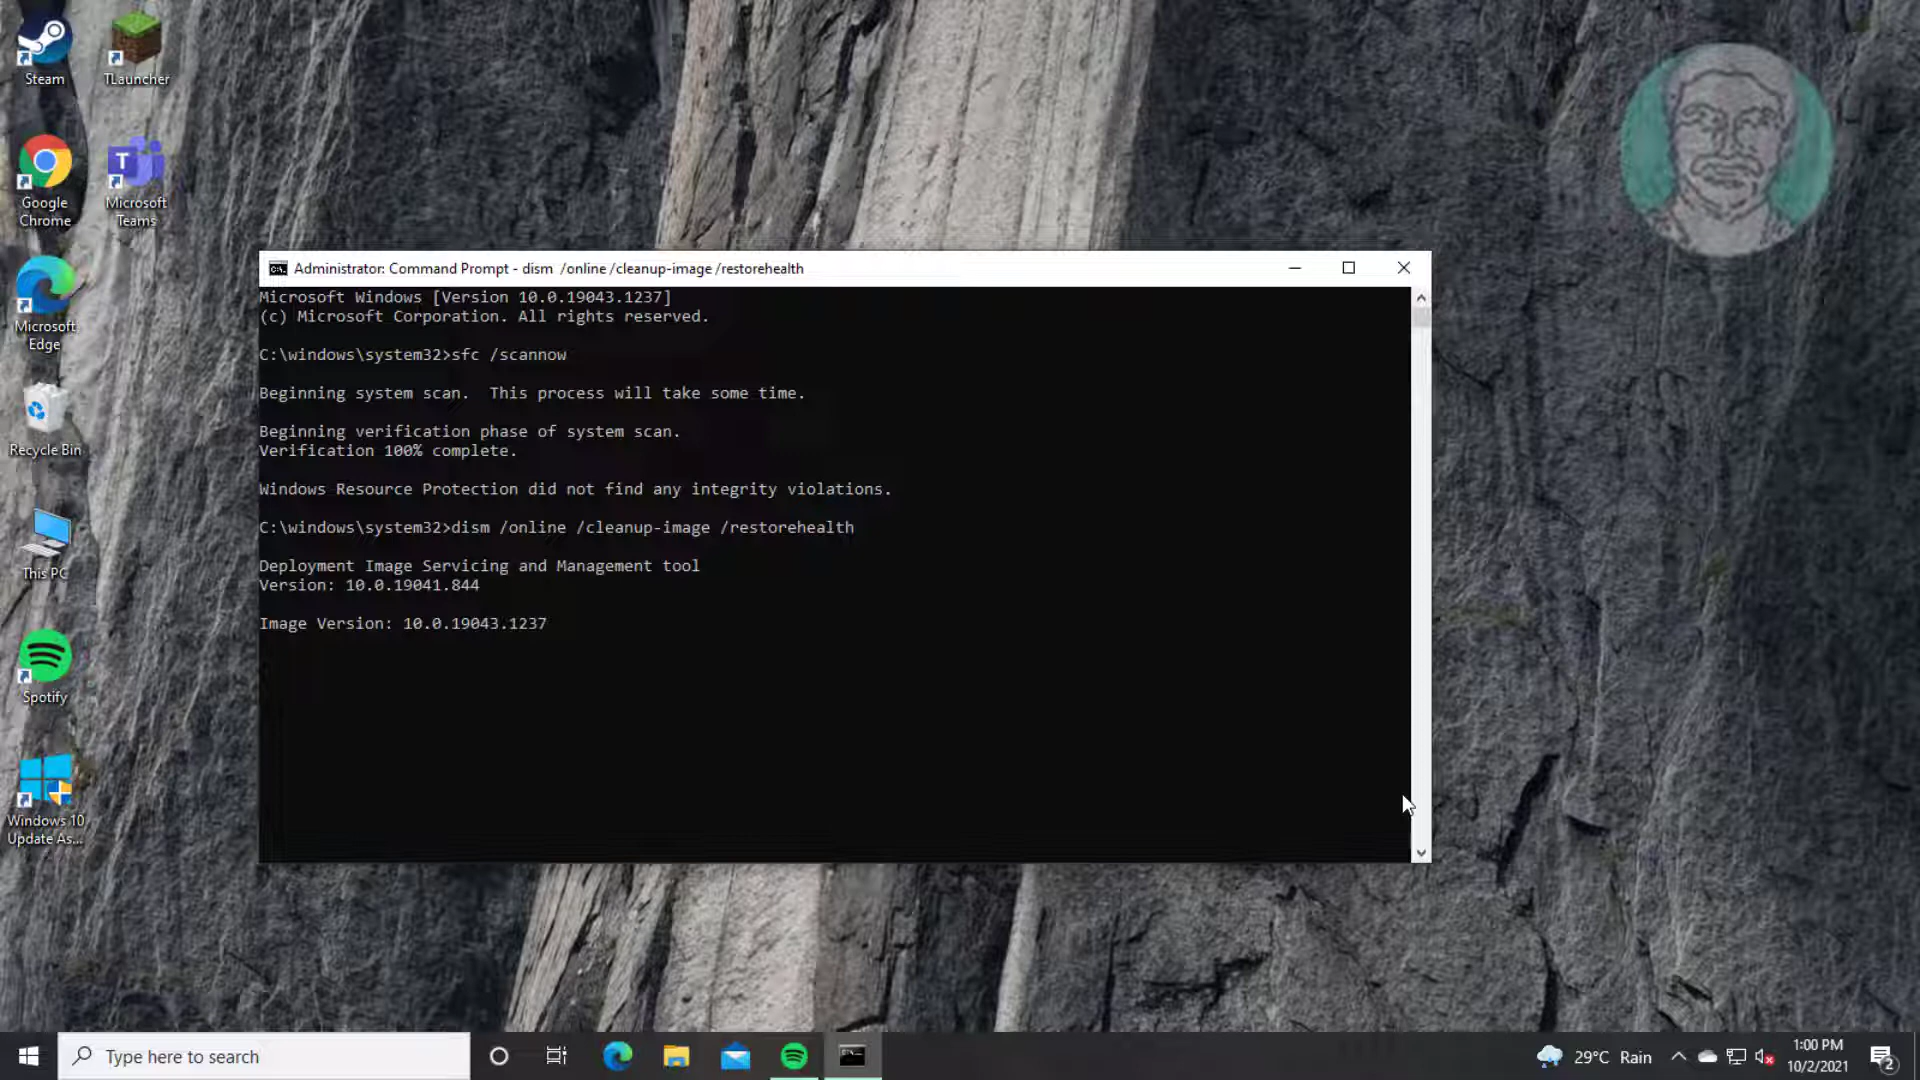 Steam
TLauncher
Google
Chrome
Microsoft
Teams
Microsoft
Edge
Recycle Bin
This PC
Spotify
Windows 10
Update As...
Administrator: Command Prompt - dism  /online /cleanup-image /restorehealth
Microsoft Windows [Version 10.0.19043.1237]
(c) Microsoft Corporation. All rights reserved.
C:\windows\system32>sfc /scannow
Beginning system scan.  This process will take some time.
Beginning verification phase of system scan.
Verification 100% complete.
Windows Resource Protection did not find any integrity violations.
C:\windows\system32>dism /online /cleanup-image /restorehealth
Deployment Image Servicing and Management tool
Version: 10.0.19041.844
Image Version: 10.0.19043.1237
Type here to search
29°C Rain
1:00 PM
10/2/2021
2